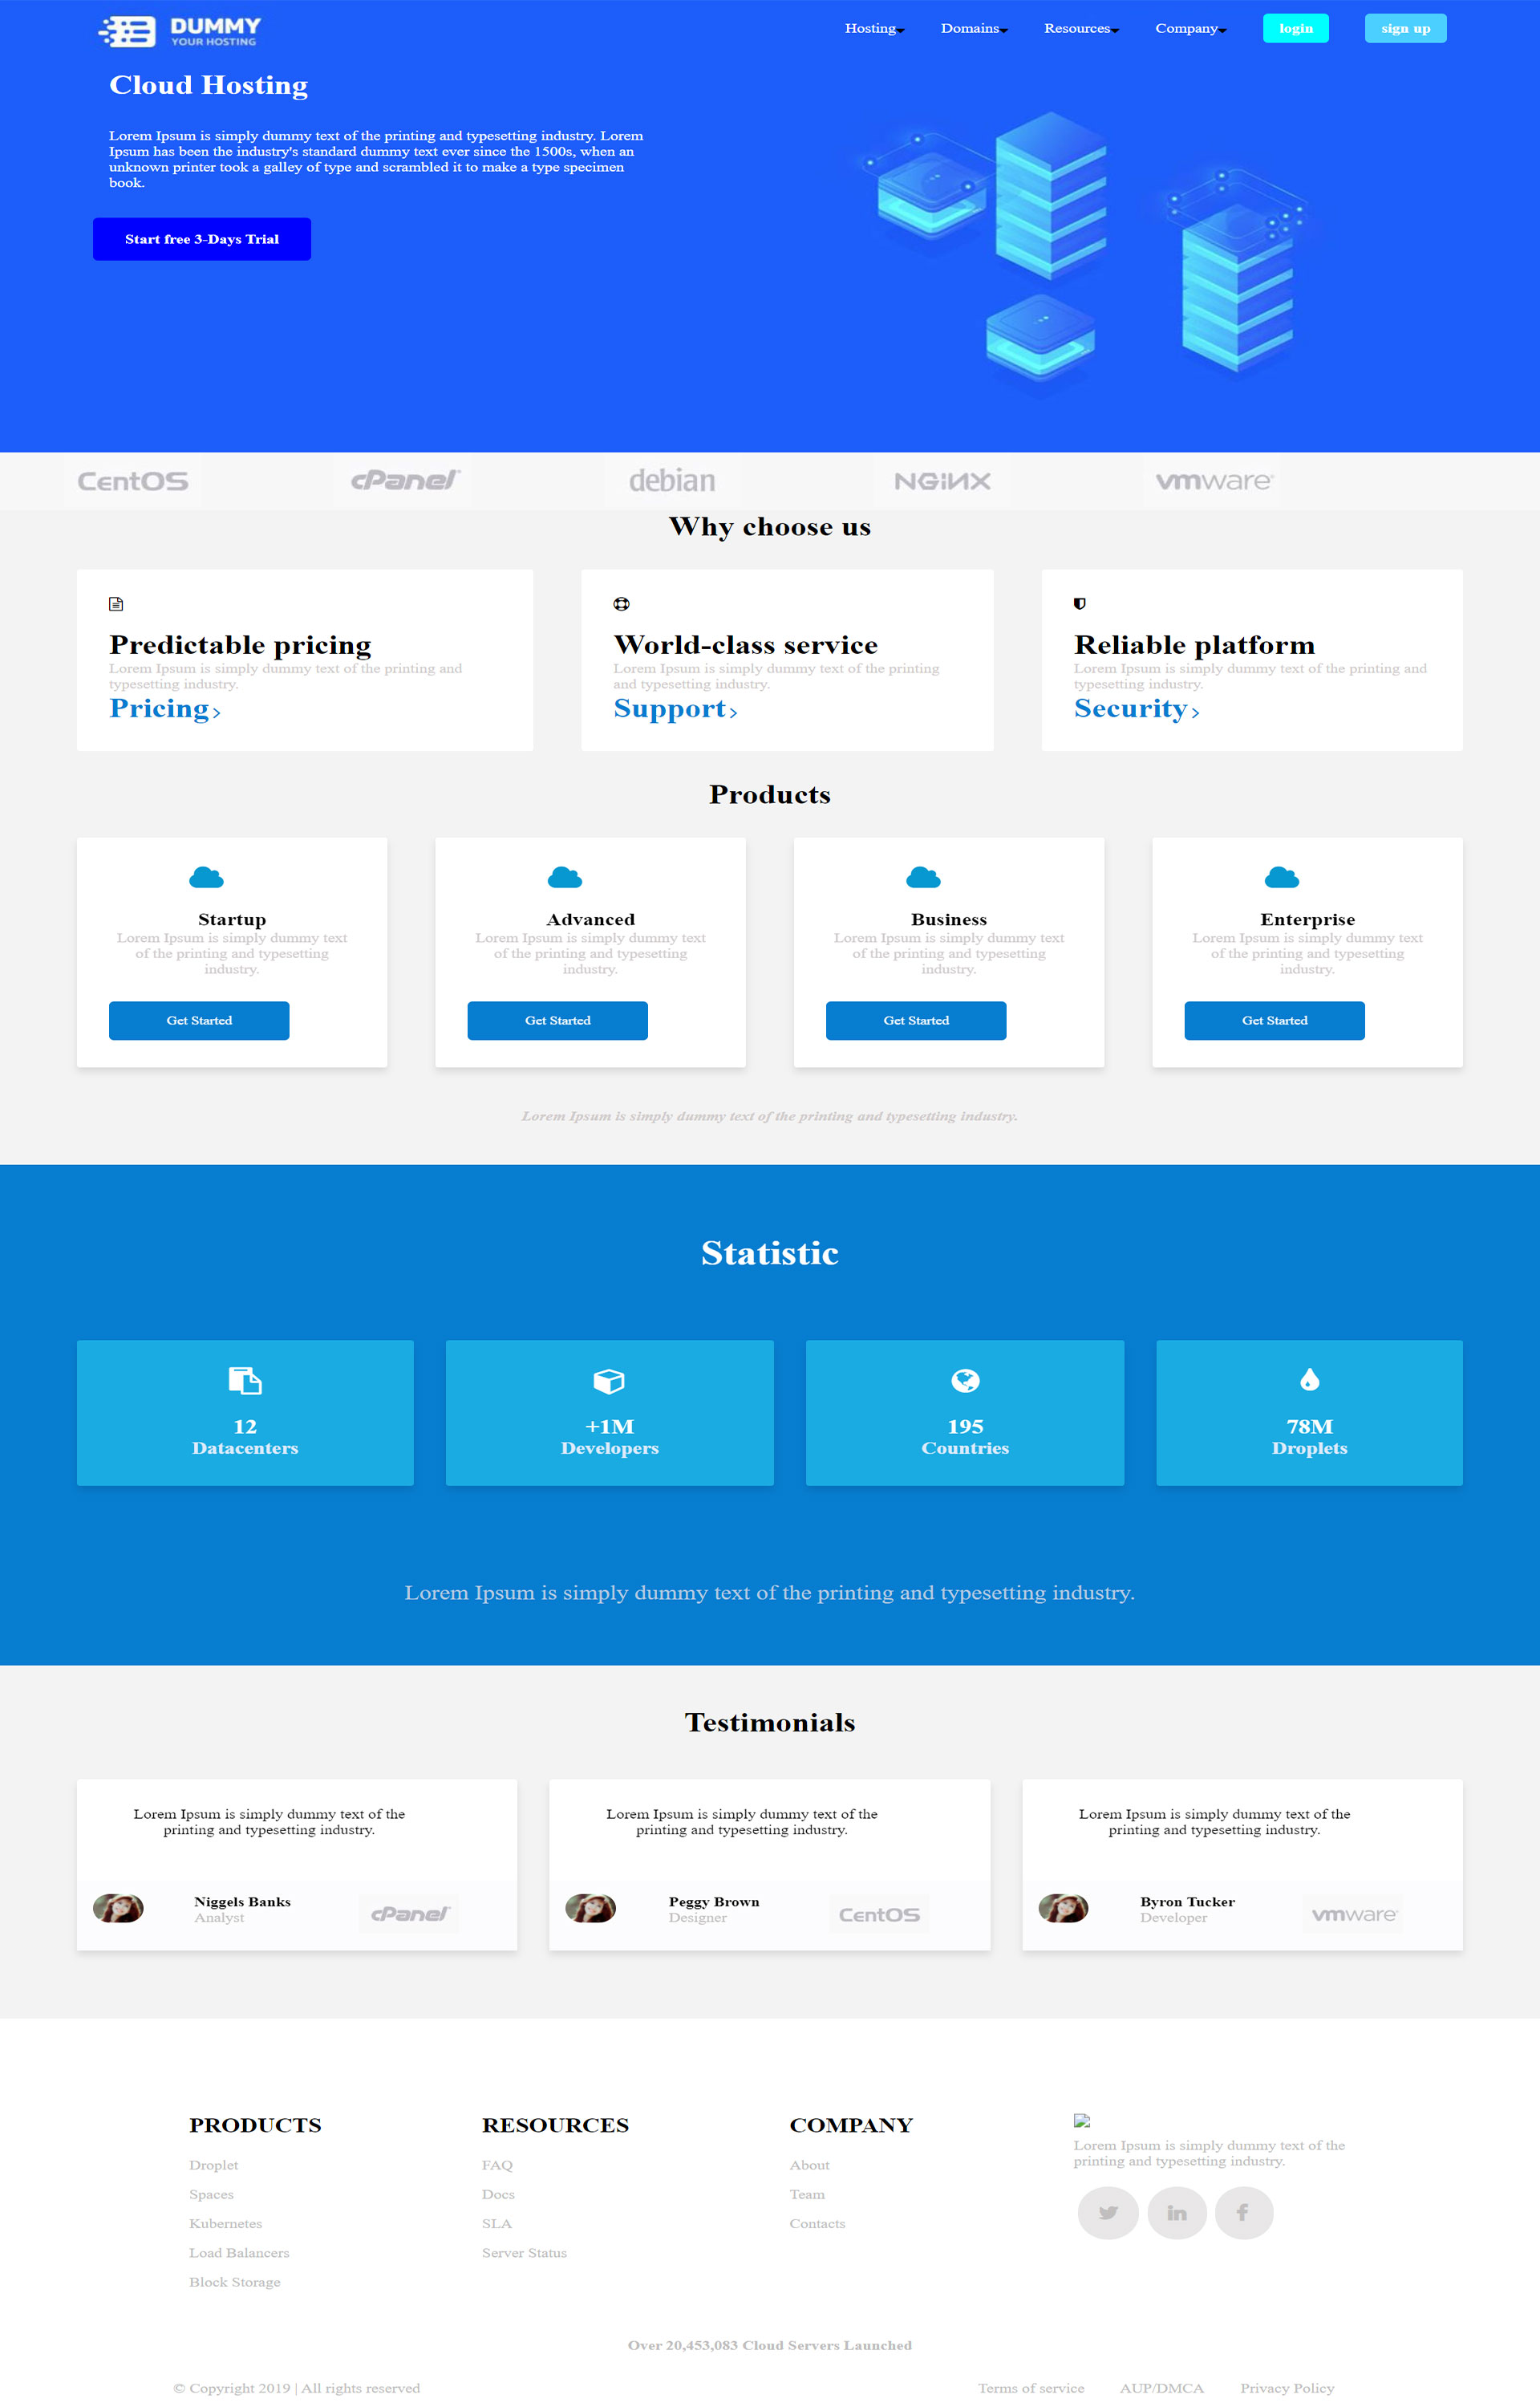 DUMMY
YOUR HOSTING
Hosting Domains Resources Company login sign up
Cloud Hosting
Lorem Ipsum is simply dummy text of the printing and typesetting industry. Lorem
Ipsum has been the industry's standard dummy text ever since the 1500s, when an
unknown printer took a galley of type and scrambled it to make a type specimen
book.
Start free 3-Days Trial
CentOS cPanel debian NGiNX vmware
Why choose us
Predictable pricing
Lorem Ipsum is simply dummy text of the printing and
typesetting industry.
Pricing
World-class service
Lorem Ipsum is simply dummy text of the printing
and typesetting industry.
Support
Reliable platform
Lorem Ipsum is simply dummy text of the printing and
typesetting industry.
Security
Products
Startup
Lorem Ipsum is simply dummy text
of the printing and typesetting
industry.
Get Started
Advanced
Lorem Ipsum is simply dummy text
of the printing and typesetting
industry.
Get Started
Business
Lorem Ipsum is simply dummy text
of the printing and typesetting
industry.
Get Started
Enterprise
Lorem Ipsum is simply dummy text
of the printing and typesetting
industry.
Get Started
Lorem Ipsum is simply dummy text of the printing and typesetting industry.
Statistic
12
Datacenters
+1M
Developers
195
Countries
78M
Droplets
Lorem Ipsum is simply dummy text of the printing and typesetting industry.
Testimonials
Lorem Ipsum is simply dummy text of the
printing and typesetting industry.
Niggels Banks
Analyst
cPanel
Lorem Ipsum is simply dummy text of the
printing and typesetting industry.
Peggy Brown
Designer
CentOS
Lorem Ipsum is simply dummy text of the
printing and typesetting industry.
Byron Tucker
Developer
vmware
PRODUCTS
Droplet
Spaces
Kubernetes
Load Balancers
Block Storage
RESOURCES
FAQ
Docs
SLA
Server Status
COMPANY
About
Team
Contacts
Lorem Ipsum is simply dummy text of the
printing and typesetting industry.
Over 20,453,083 Cloud Servers Launched
© Copyright 2019 | All rights reserved
Terms of service AUP/DMCA Privacy Policy